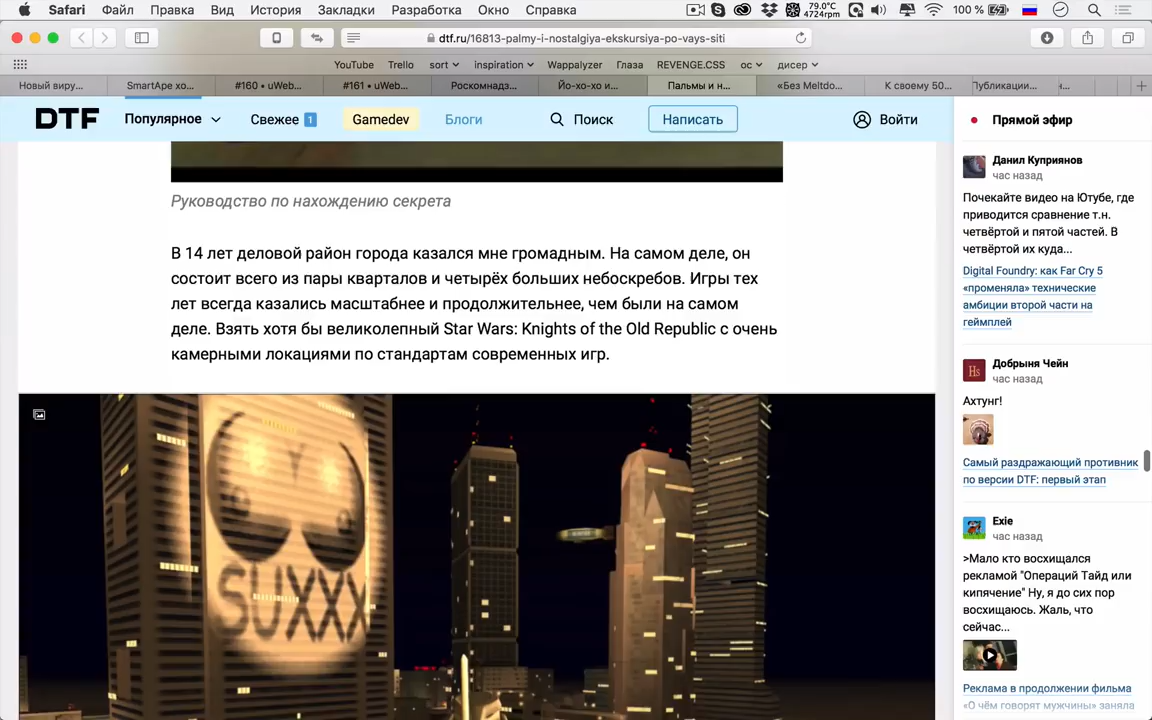 Safari Файл Правка Вид История Закладки Разработка Окно Справка 79.0°C 4724rpm 100 %
dtf.ru/16813-palmy-i-nostalgiya-ekskursiya-po-vays-siti
YouTube Trello sort inspiration Wappalyzer Глаза REVENGE.CSS ос дисер
Новый виру... SmartApe хо... #160 • uWeb... #161 • uWeb... Роскомнадз... Йо-хо-хо и... Пальмы и н... «Без Meltdo... К своему 50... Публикации... н...
DTF Популярное Свежее 1 Gamedev Блоги Поиск Написать Войти
Руководство по нахождению секрета
В 14 лет деловой район города казался мне громадным. На самом деле, он
состоит всего из пары кварталов и четырёх больших небоскребов. Игры тех
лет всегда казались масштабнее и продолжительнее, чем были на самом
деле. Взять хотя бы великолепный Star Wars: Knights of the Old Republic с очень
камерными локациями по стандартам современных игр.
SUXXX
Прямой эфир
Данил Куприянов
час назад
Почекайте видео на Ютубе, где
приводится сравнение т.н.
четвёртой и пятой частей. В
четвёртой их куда...
Digital Foundry: как Far Cry 5
«променяла» технические
амбиции второй части на
геймплей
Hs
Добрыня Чейн
час назад
Ахтунг!
Самый раздражающий противник
по версии DTF: первый этап
Exie
час назад
>Мало кто восхищался
рекламой "Операций Тайд или
кипячение" Ну, я до сих пор
восхищаюсь. Жаль, что
сейчас...
Реклама в продолжении фильма
«О чём говорят мужчины» заняла